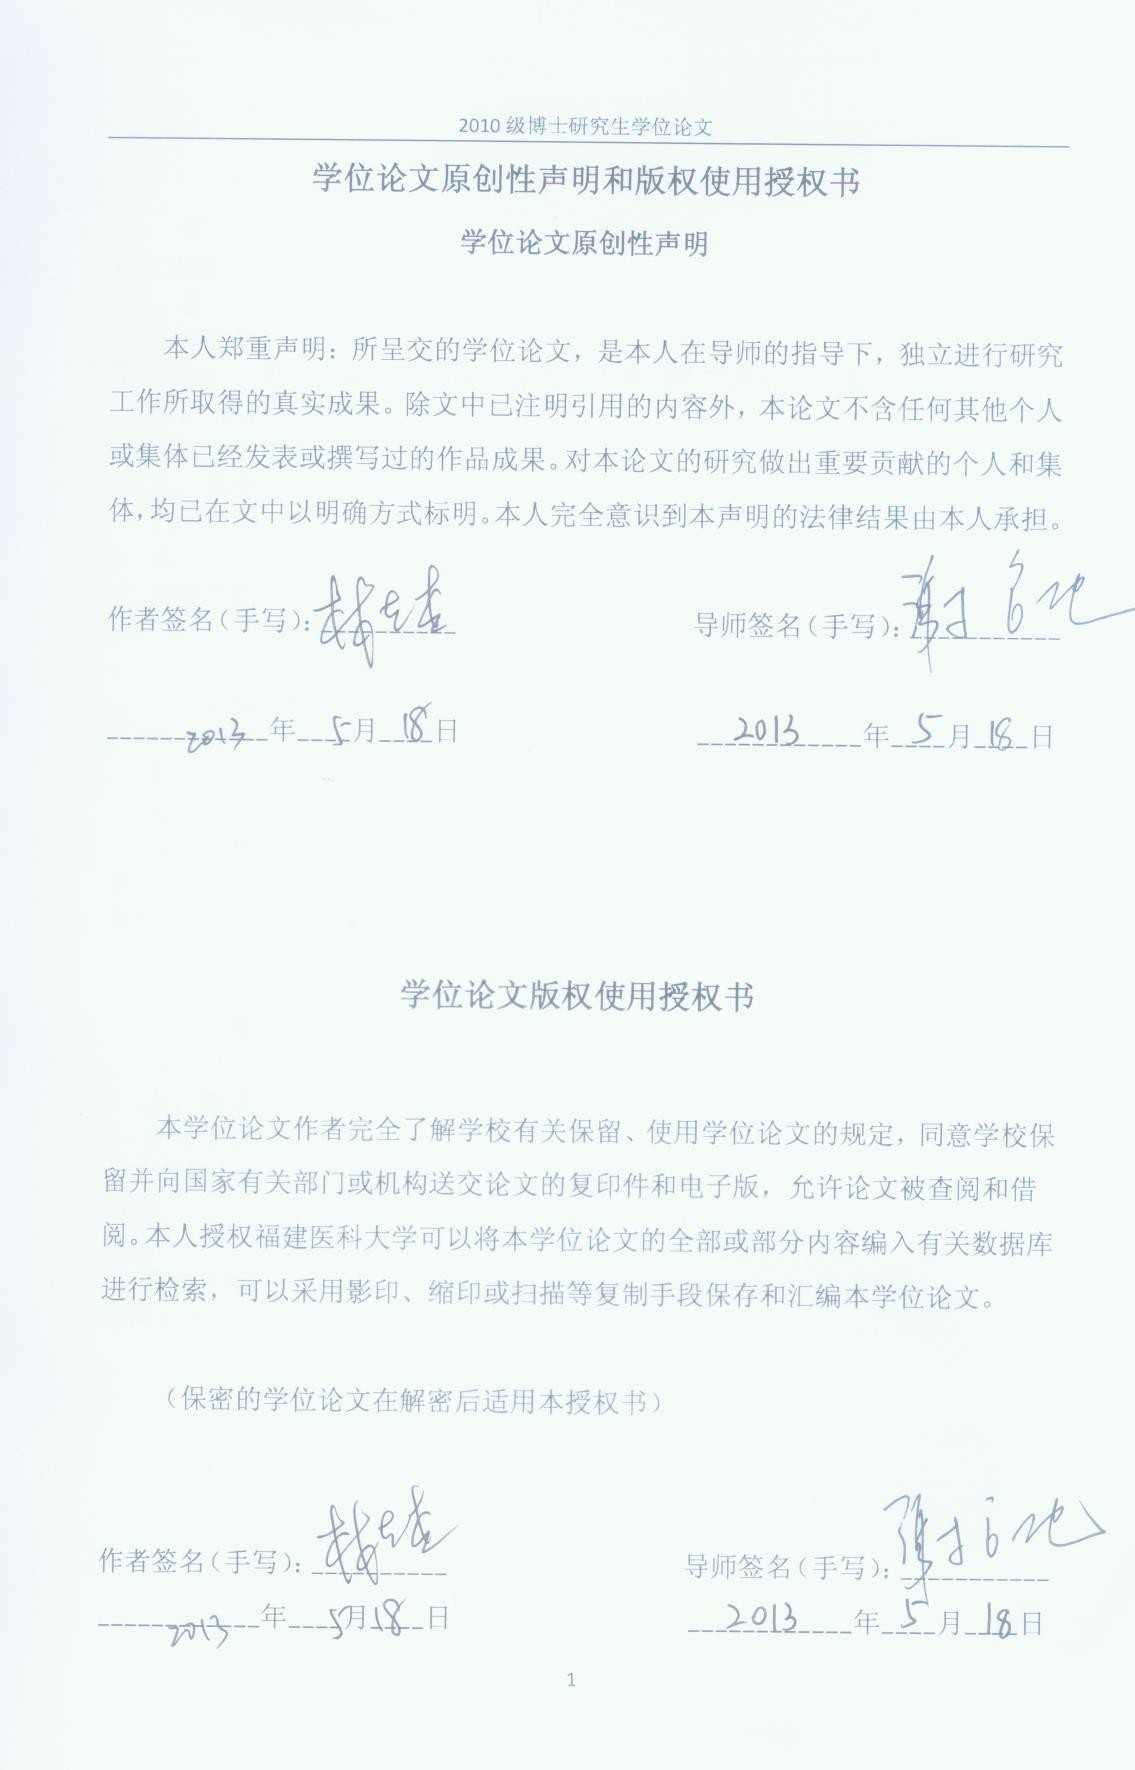 2010 级博士研究生学位论文
学位论文原创性声明和版权使用授权书
学位论文原创性声明
本人郑重声明：所呈交的学位论文，是本人在导师的指导下，独立进行研究
工作所取得的真实成果。除文中已注明引用的内容外，本论文不含任何其他个人
或集体已经发表或撰写过的作品成果。对本论文的研究做出重要贡献的个人和集
体，均已在文中以明确方式标明。本人完全意识到本声明的法律结果由本人承担。
作者签名（手写）： 导师签名（手写）：
2013 年 5 月 18 日 2013 年 5 月 18 日
学位论文版权使用授权书
本学位论文作者完全了解学校有关保留、使用学位论文的规定，同意学校保
留并向国家有关部门或机构送交论文的复印件和电子版，允许论文被查阅和借
阅。本人授权福建医科大学可以将本学位论文的全部或部分内容编入有关数据库
进行检索，可以采用影印、缩印或扫描等复制手段保存和汇编本学位论文。
（保密的学位论文在解密后适用本授权书）
作者签名（手写）： 导师签名（手写）：
2013 年 5 月 18 日 2013 年 5 月 18 日
1